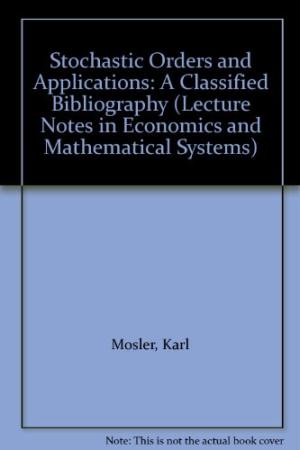 Stochastic Orders and
Applications: A Classified
Bibliography (Lecture
Notes in Economics and
Mathematical Systems)
Mosler, Karl
Note: This is not the actual book cover